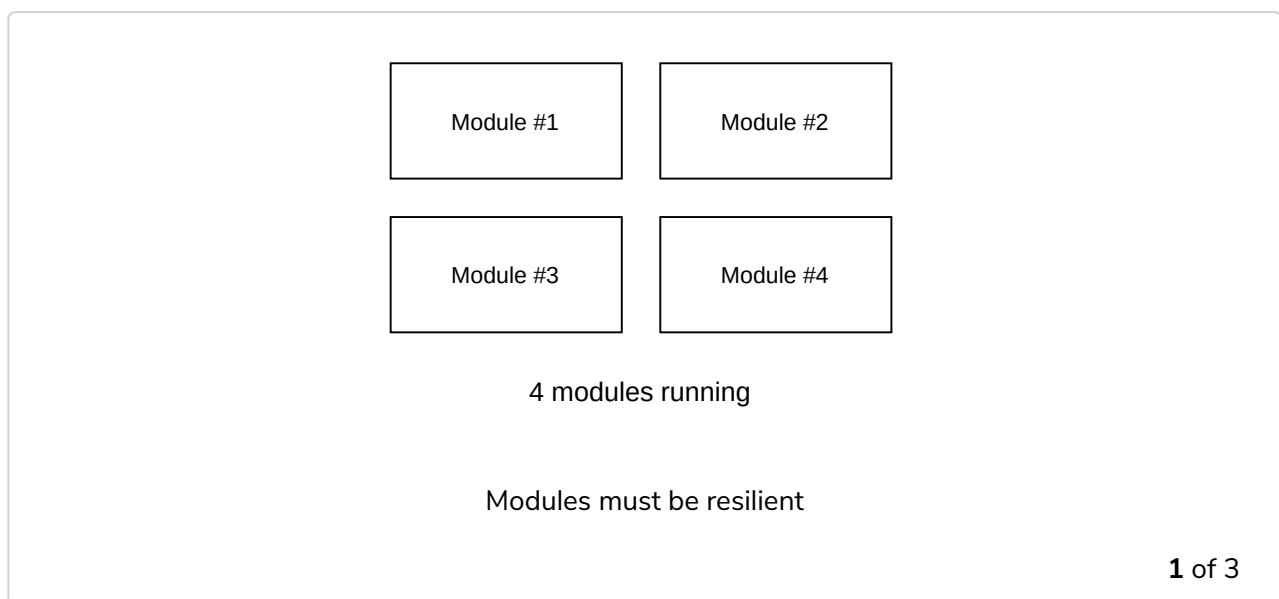 Module #1
Module #2
Module #3
Module #4
4 modules running
Modules must be resilient
1 of 3